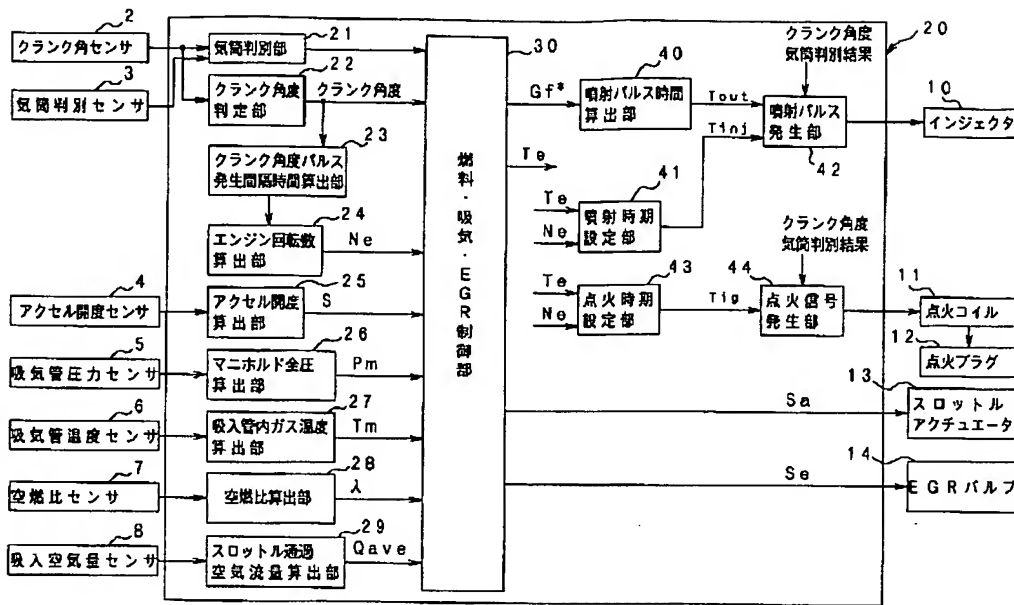 2
クランク角センサ
3
気筒判別センサ
4
アクセル開度センサ
5
吸気管圧力センサ
6
吸気管温度センサ
7
空燃比センサ
8
吸入空気量センサ
21
気筒判別部
22
クランク角度
判定部
クランク角度
23
クランク角度パルス
発生間隔時間算出部
24
エンジン回転数
算出部
Ne
25
アクセル開度
算出部
S
26
マニホルド全圧
算出部
Pm
27
吸入管内ガス温度
算出部
Tm
28
空燃比算出部
λ
29
スロットル通過
空気流量算出部
Qave
30
燃料・吸気・EGR制御部
Gf*
40
噴射パルス時間
算出部
Tout
Te
Tinj
クランク角度
気筒判別結果
噴射パルス
発生部
42
20
10
インジェクタ
41
Te
Ne
噴射時期
設定部
クランク角度
気筒判別結果
43
Te
Ne
点火時期
設定部
Tig
44
点火信号
発生部
11
点火コイル
12
点火プラグ
13
Sa
スロットル
アクチュエータ
14
Se
EGRバルブ